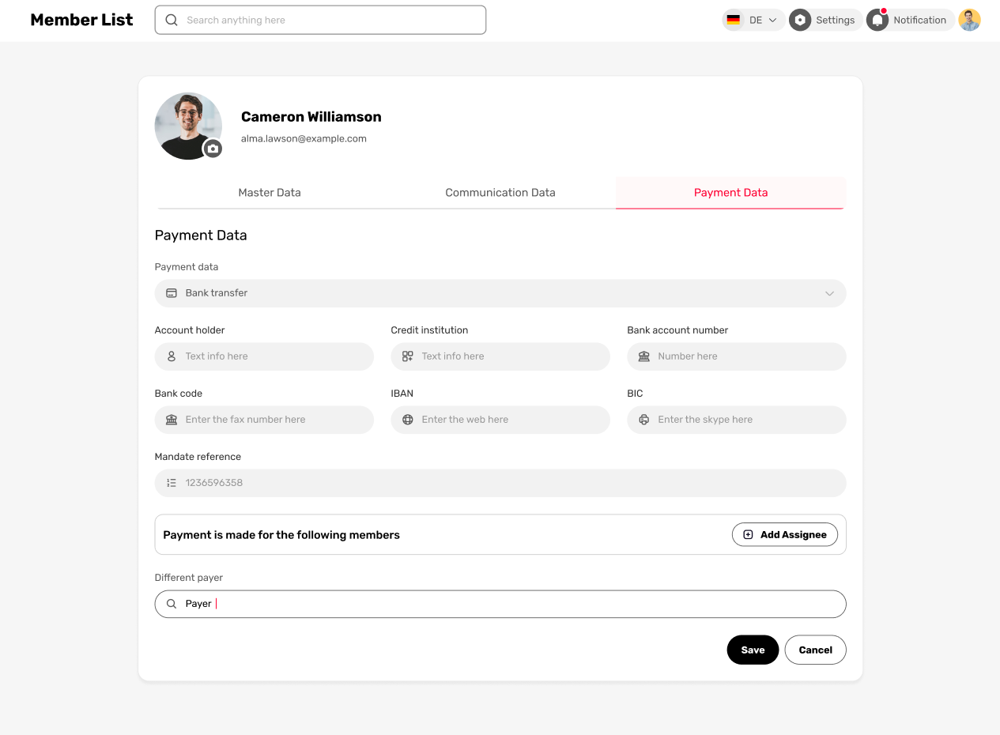 Member List
Search anything here
DE
Settings
Notification
Cameron Williamson
alma.lawson@example.com
Master Data
Communication Data
Payment Data
Payment Data
Payment data
Bank transfer
Account holder
Credit institution
Bank account number
Text info here
Text info here
Number here
Bank code
IBAN
BIC
Enter the fax number here
Enter the web here
Enter the skype here
Mandate reference
1236596358
Payment is made for the following members
Add Assignee
Different payer
Payer
Save
Cancel